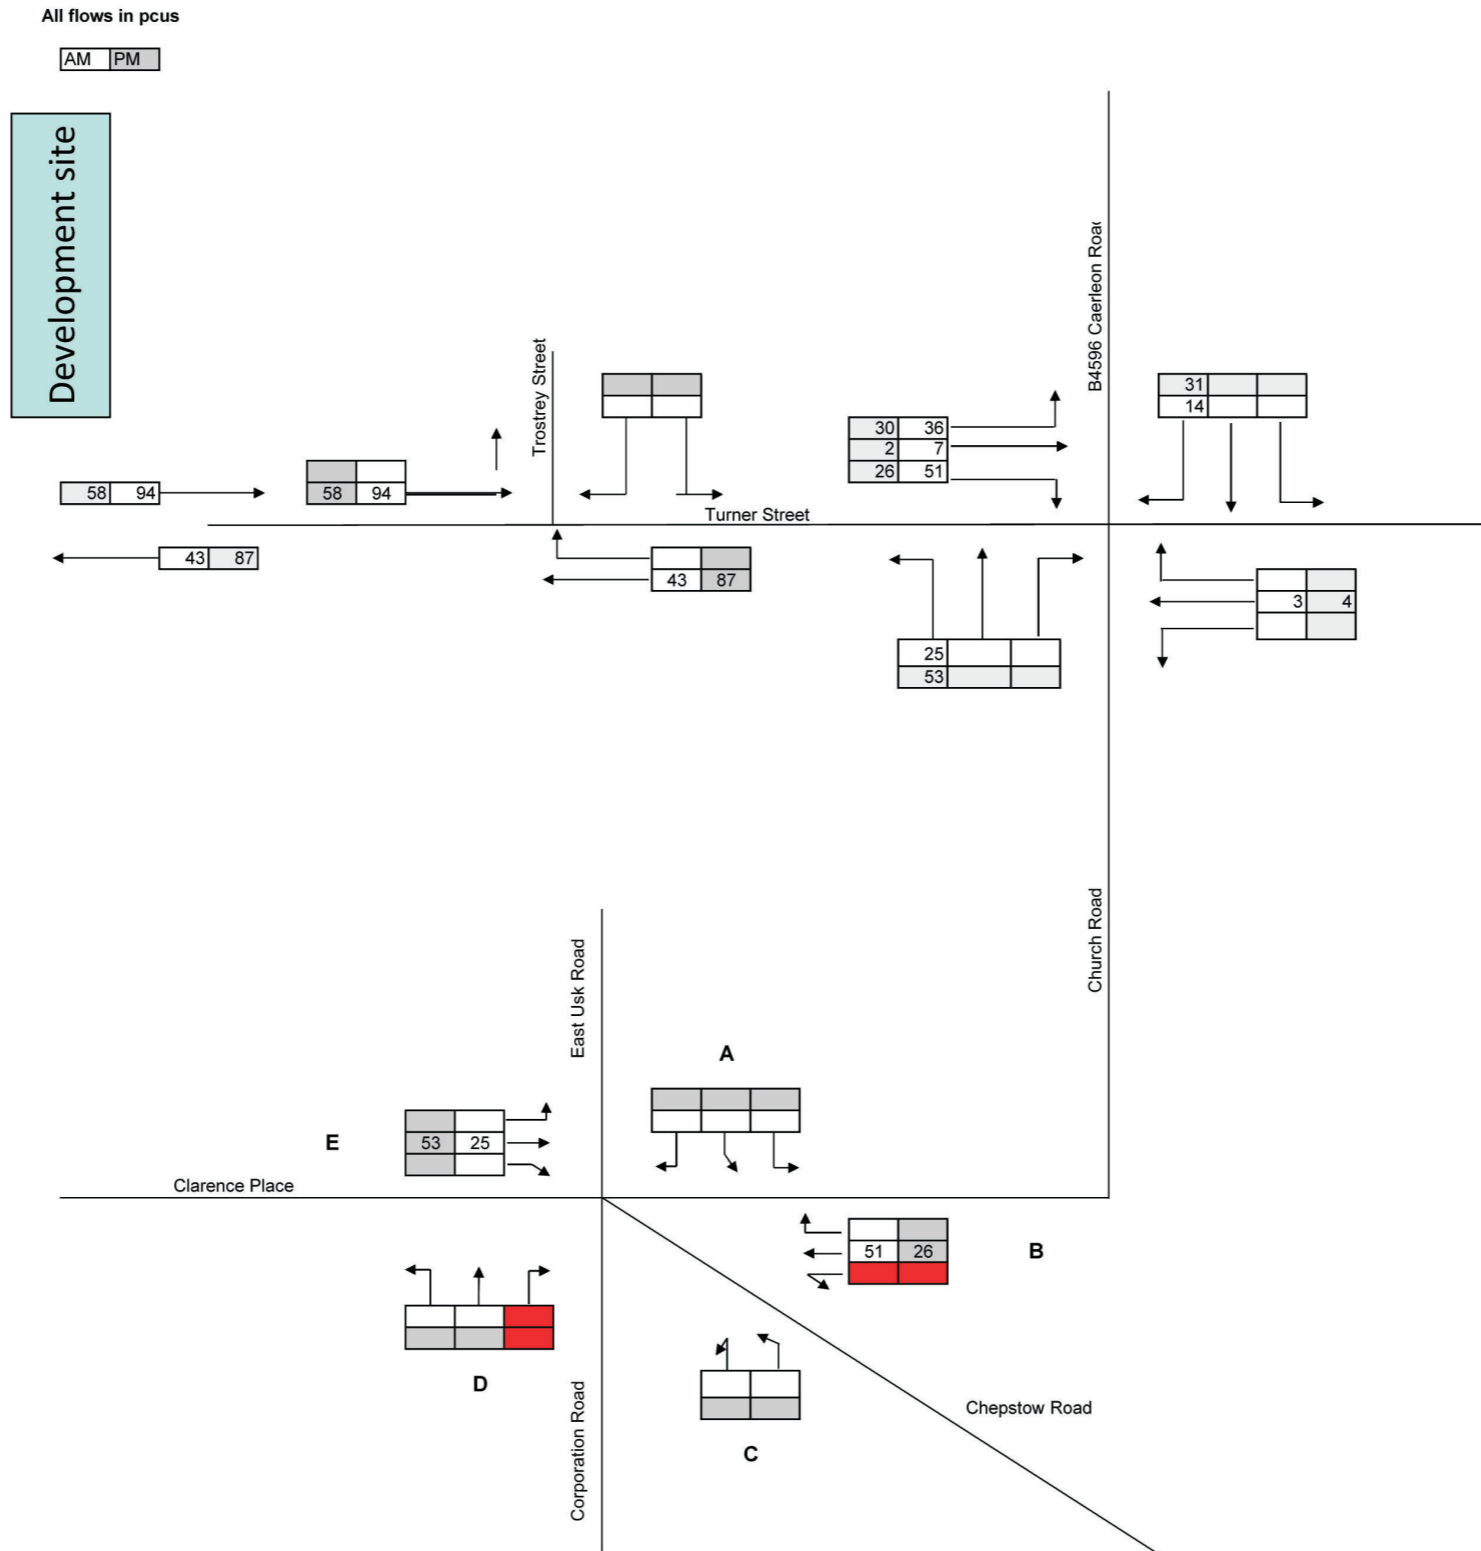 All flows in pcus
AM PM
Development site
B4596 Caerleon Road
Trostrey Street
31
14
30 36
2 7
26 51
58 94
58 94
Turner Street
43 87
43 87
3 4
25
53
Church Road
East Usk Road
A
E
53 25
Clarence Place
51 26
B
D
Corporation Road
C
Chepstow Road